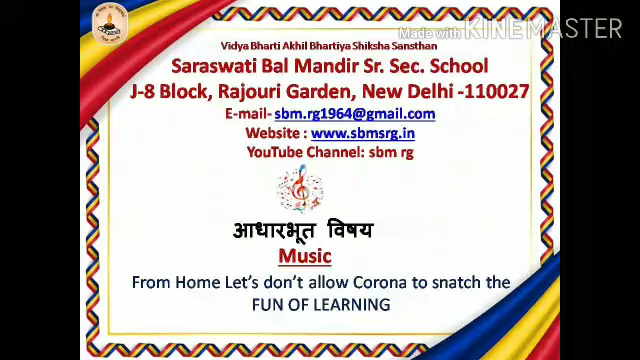 Made with KINEMASTER
Vidya Bharti Akhil Bhartiya Shiksha Sansthan
Saraswati Bal Mandir Sr. Sec. School
J-8 Block, Rajouri Garden, New Delhi -110027
E-mail- sbm.rg1964@gmail.com
Website : www.sbmsrg.in
YouTube Channel: sbm rg
आधारभूत विषय
Music
From Home Let's don't allow Corona to snatch the
FUN OF LEARNING